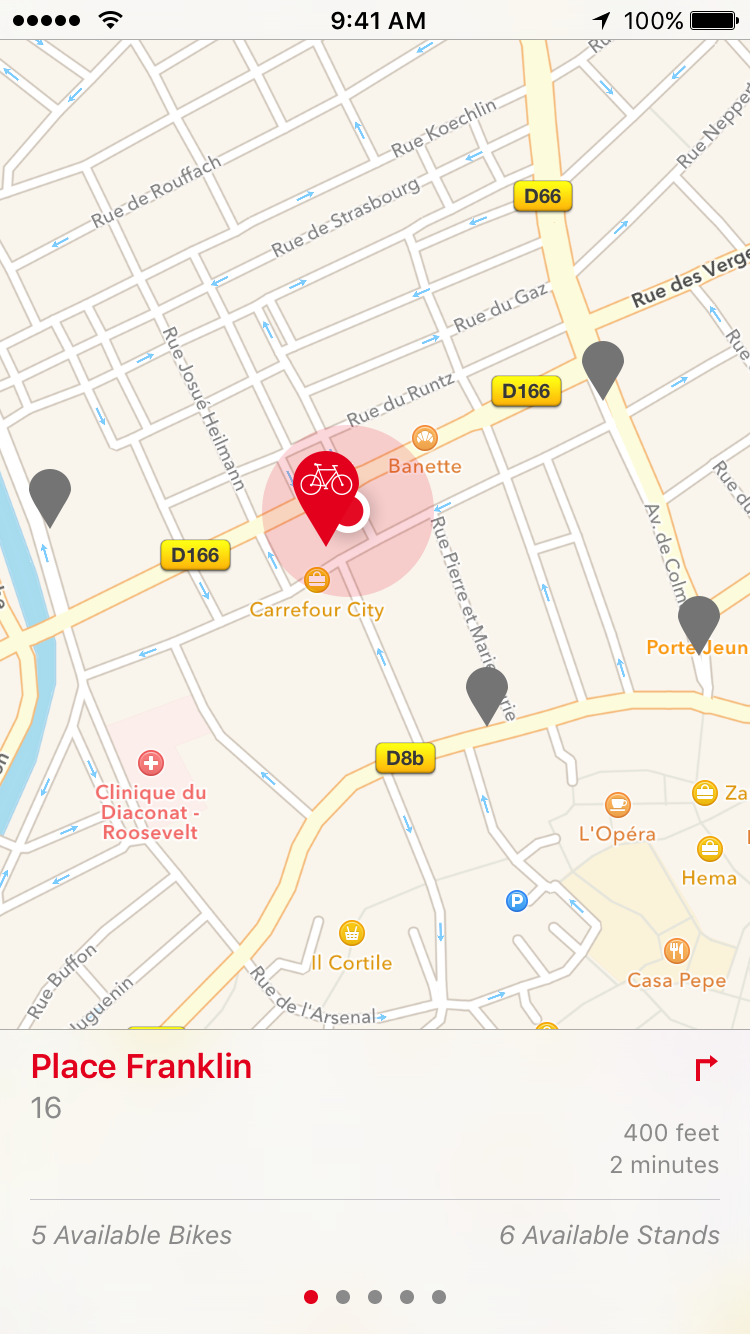 9:41 AM
100%
Rue Koechlin
Rue Neppert
Rue de Rouffach
D66
Rue de Strasbourg
Rue des Verge
Rue du Gaz
Rue Josué Heilmann
D166
Rue du Runtz
Banette
Rue du
D166
Rue Pierre et Marie
Av. de Colm
Carrefour City
Porte Jeun
D8b
Clinique du
Diaconat -
Roosevelt
Za
L'Opéra
Hema
P
Il Cortile
Casa Pepe
Rue Buffon
Huguenin
Rue de l'Arsenal
Place Franklin
16
400 feet
2 minutes
5 Available Bikes
6 Available Stands